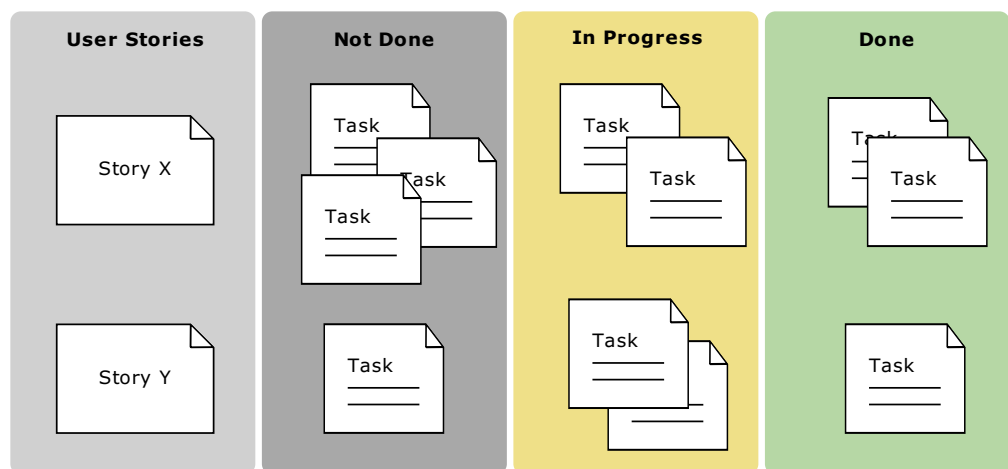 User Stories
Not Done
In Progress
Done
Story X
Task
Task
Task
Task
Task
Task
Task
Story Y
Task
Task
Task